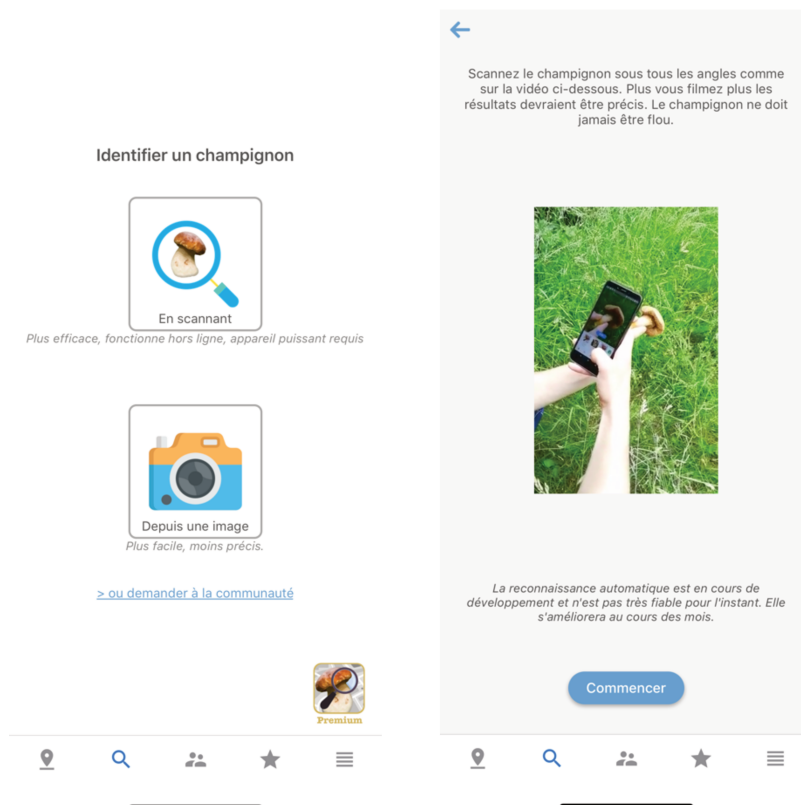 Identifier un champignon
En scannant
Plus efficace, fonctionne hors ligne, appareil puissant requis
Depuis une image
Plus facile, moins précis.
> ou demander à la communauté
Premium
Scannez le champignon sous tous les angles comme
sur la vidéo ci-dessous. Plus vous filmez plus les
résultats devraient être précis. Le champignon ne doit
jamais être flou.
La reconnaissance automatique est en cours de
développement et n'est pas très fiable pour l'instant. Elle
s'améliorera au cours des mois.
Commencer